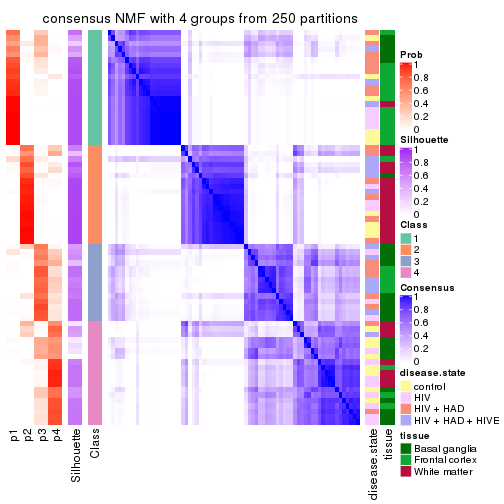 consensus NMF with 4 groups from 250 partitions
Prob
1
0.8
0.6
0.4
0.2
0
Silhouette
1
0.8
0.6
0.4
0.2
0
Class
1
2
3
4
Consensus
1
0.8
0.6
0.4
0.2
0
disease.state
control
HIV
HIV + HAD
HIV + HAD + HIVE
tissue
Basal ganglia
Frontal cortex
White matter
p1
p2
p3
p4
Silhouette
Class
disease.state
tissue